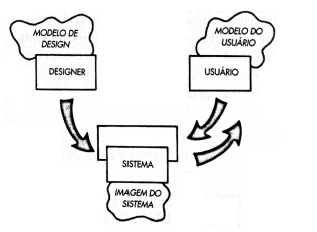 MODELO DE
DESIGN
DESIGNER
MODELO DO
USUÁRIO
USUÁRIO
SISTEMA
IMAGEM DO
SISTEMA